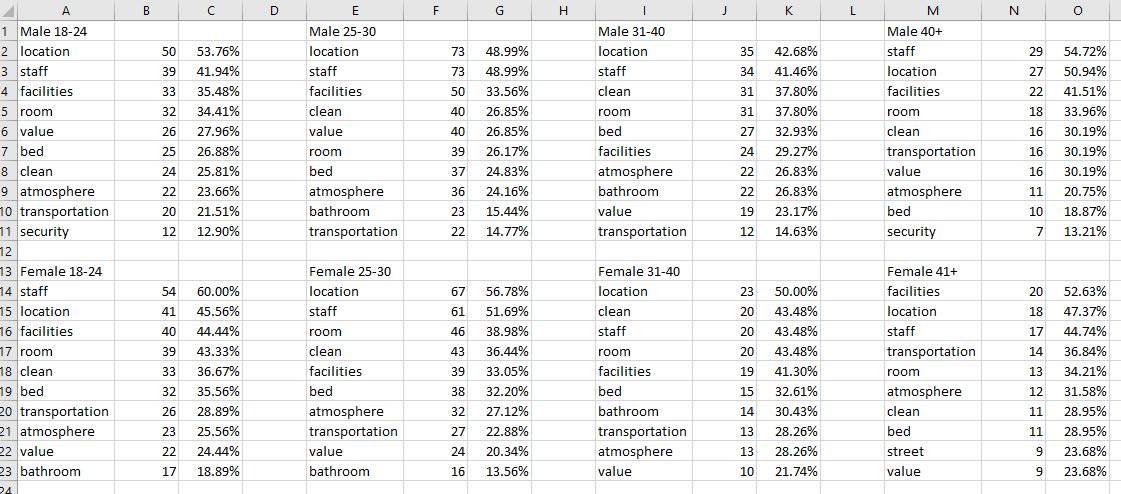 A B C D E F G H I J K L M N O
1 Male 18-24 Male 25-30 Male 31-40 Male 40+
2 location 50 53.76% location 73 48.99% location 35 42.68% staff 29 54.72%
3 staff 39 41.94% staff 73 48.99% staff 34 41.46% location 27 50.94%
4 facilities 33 35.48% facilities 50 33.56% clean 31 37.80% facilities 22 41.51%
5 room 32 34.41% clean 40 26.85% room 31 37.80% room 18 33.96%
6 value 26 27.96% value 40 26.85% bed 27 32.93% clean 16 30.19%
7 bed 25 26.88% room 39 26.17% facilities 24 29.27% transportation 16 30.19%
8 clean 24 25.81% bed 37 24.83% atmosphere 22 26.83% value 16 30.19%
9 atmosphere 22 23.66% atmosphere 36 24.16% bathroom 22 26.83% atmosphere 11 20.75%
10 transportation 20 21.51% bathroom 23 15.44% value 19 23.17% bed 10 18.87%
11 security 12 12.90% transportation 22 14.77% transportation 12 14.63% security 7 13.21%
12
13 Female 18-24 Female 25-30 Female 31-40 Female 41+
14 staff 54 60.00% location 67 56.78% location 23 50.00% facilities 20 52.63%
15 location 41 45.56% staff 61 51.69% clean 20 43.48% location 18 47.37%
16 facilities 40 44.44% room 46 38.98% staff 20 43.48% staff 17 44.74%
17 room 39 43.33% clean 43 36.44% room 20 43.48% transportation 14 36.84%
18 clean 33 36.67% facilities 39 33.05% facilities 19 41.30% room 13 34.21%
19 bed 32 35.56% bed 38 32.20% bed 15 32.61% atmosphere 12 31.58%
20 transportation 26 28.89% atmosphere 32 27.12% bathroom 14 30.43% clean 11 28.95%
21 atmosphere 23 25.56% transportation 27 22.88% transportation 13 28.26% bed 11 28.95%
22 value 22 24.44% value 24 20.34% atmosphere 13 28.26% street 9 23.68%
23 bathroom 17 18.89% bathroom 16 13.56% value 10 21.74% value 9 23.68%
24